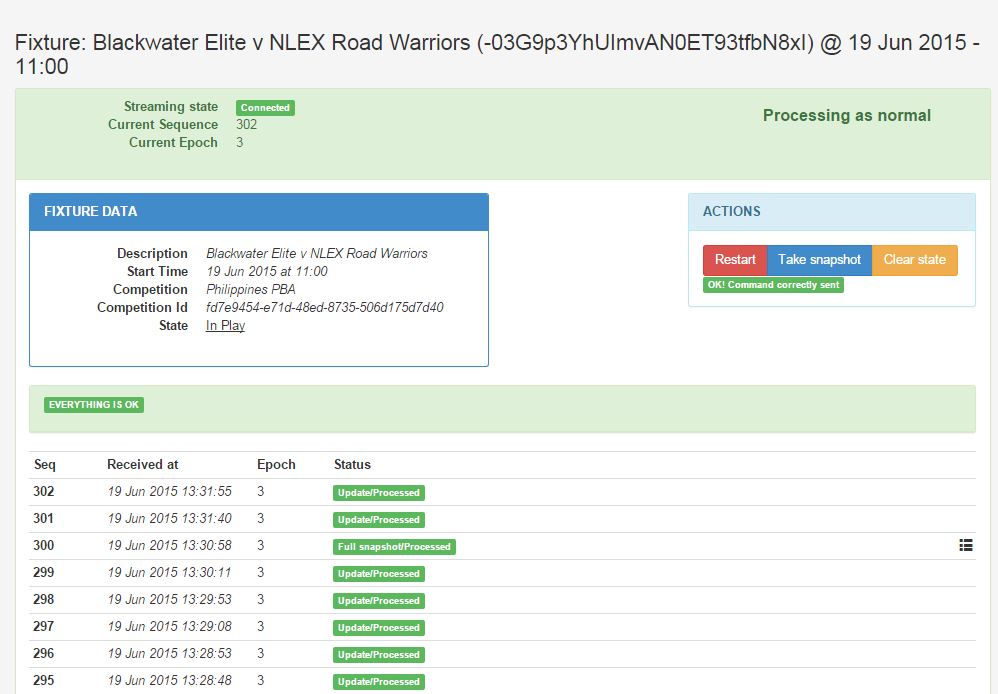 Fixture: Blackwater Elite v NLEX Road Warriors (-03G9p3YhUImvAN0ET93tfbN8xI) @ 19 Jun 2015 -
11:00
Streaming state Connected
Current Sequence 302
Current Epoch 3
Processing as normal
FIXTURE DATA
Description Blackwater Elite v NLEX Road Warriors
Start Time 19 Jun 2015 at 11:00
Competition Philippines PBA
Competition Id fd7e9454-e71d-48ed-8735-506d175d7d40
State In Play
ACTIONS
Restart Take snapshot Clear state
OK! Command correctly sent
EVERYTHING IS OK
Seq Received at Epoch Status
302 19 Jun 2015 13:31:55 3 Update/Processed
301 19 Jun 2015 13:31:40 3 Update/Processed
300 19 Jun 2015 13:30:58 3 Full snapshot/Processed
299 19 Jun 2015 13:30:11 3 Update/Processed
298 19 Jun 2015 13:29:53 3 Update/Processed
297 19 Jun 2015 13:29:08 3 Update/Processed
296 19 Jun 2015 13:28:53 3 Update/Processed
295 19 Jun 2015 13:28:48 3 Update/Processed